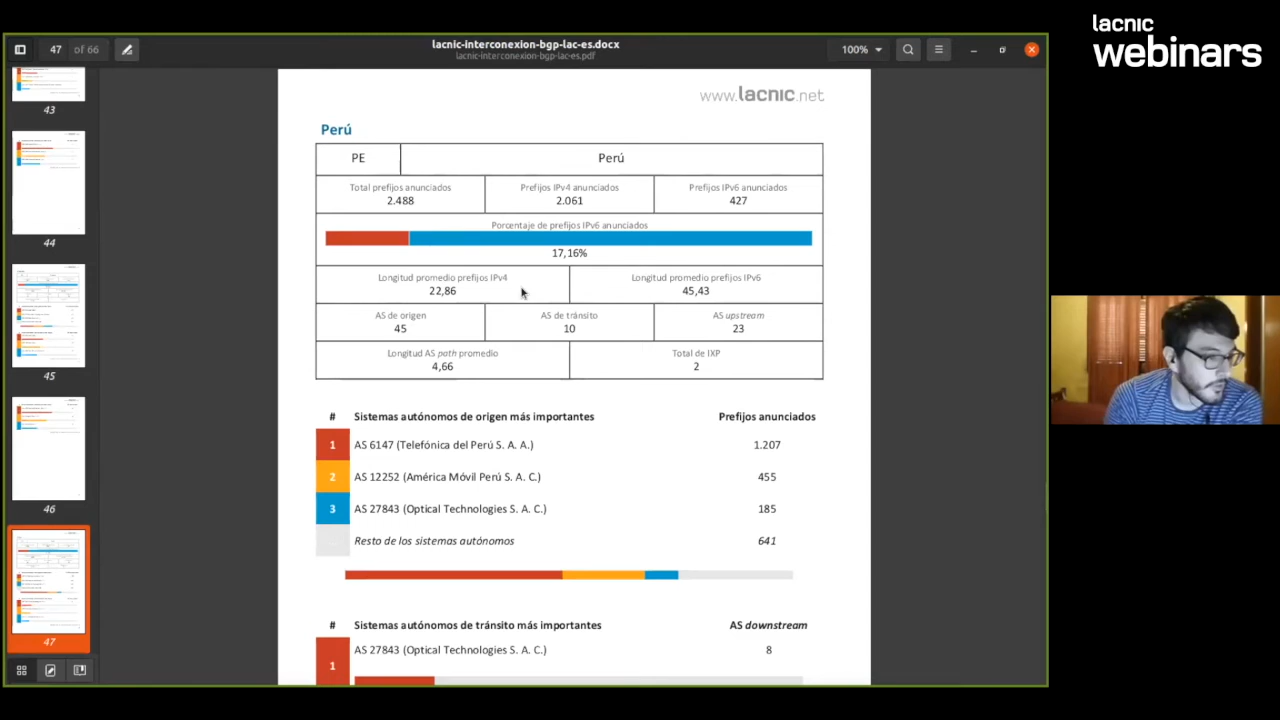 lacnic
webinars
47 of 66
lacnic-interconexion-bgp-lac-es.docx
lacnic-interconexion-bgp-lac-es.pdf
100%
43
44
45
46
47
www.lacnic.net
Perú
PE Perú
Total prefijos anunciados Prefijos IPv4 anunciados Prefijos IPv6 anunciados
2.488 2.061 427
Porcentaje de prefijos IPv6 anunciados
17,16%
Longitud promedio prefijos IPv4 Longitud promedio prefijos IPv6
22,86 45,43
AS de origen AS de tránsito AS upstream
45 10 23
Longitud AS path promedio Total de IXP
4,66 2
# Sistemas autónomos de origen más importantes Prefijos anunciados
1 AS 6147 (Telefónica del Perú S. A. A.) 1.207
2 AS 12252 (América Móvil Perú S. A. C.) 455
3 AS 27843 (Optical Technologies S. A. C.) 185
Resto de los sistemas autónomos 641
# Sistemas autónomos de tránsito más importantes AS downstream
1 AS 27843 (Optical Technologies S. A. C.) 8